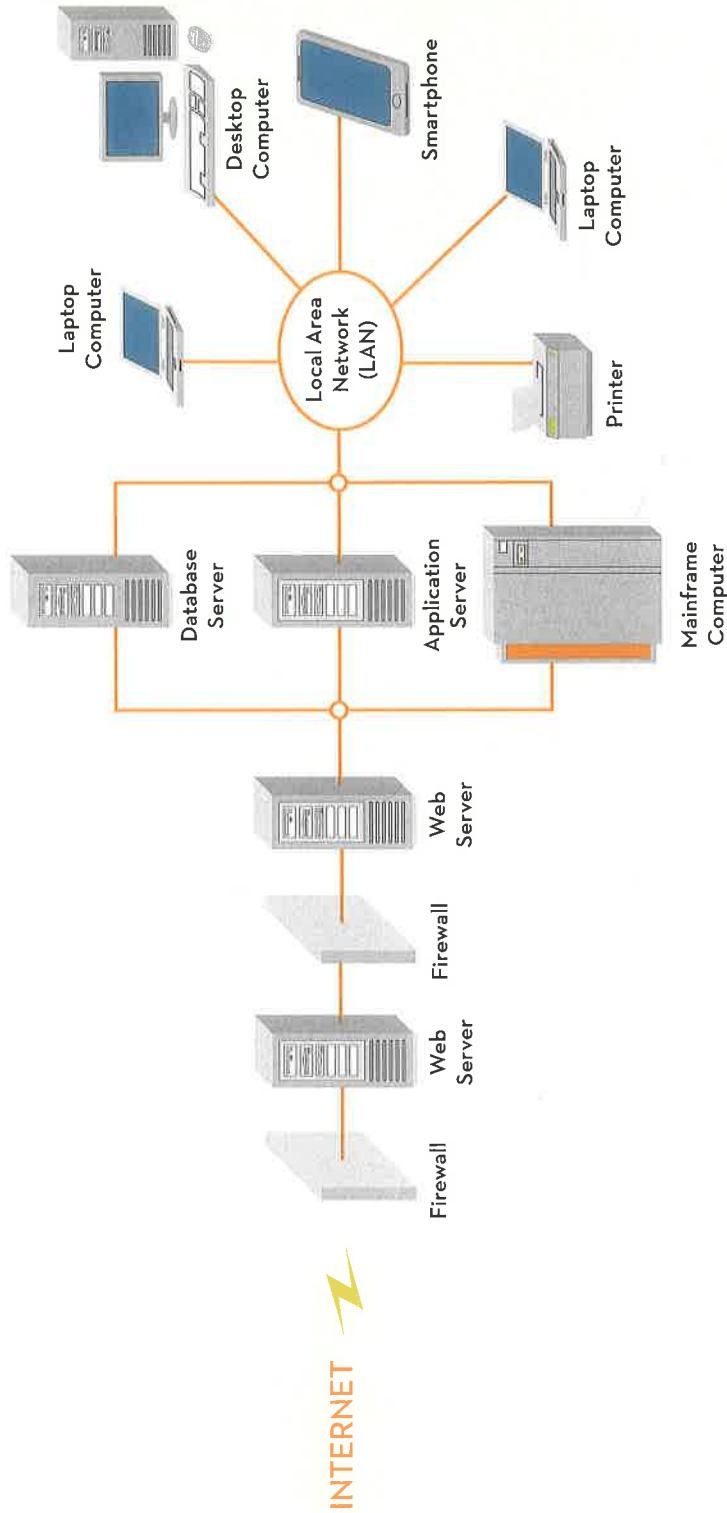 INTERNET
Firewall
Web
Server
Firewall
Web
Server
Database
Server
Application
Server
Mainframe
Computer
Local Area
Network
(LAN)
Laptop
Computer
Desktop
Computer
Smartphone
Laptop
Computer
Printer